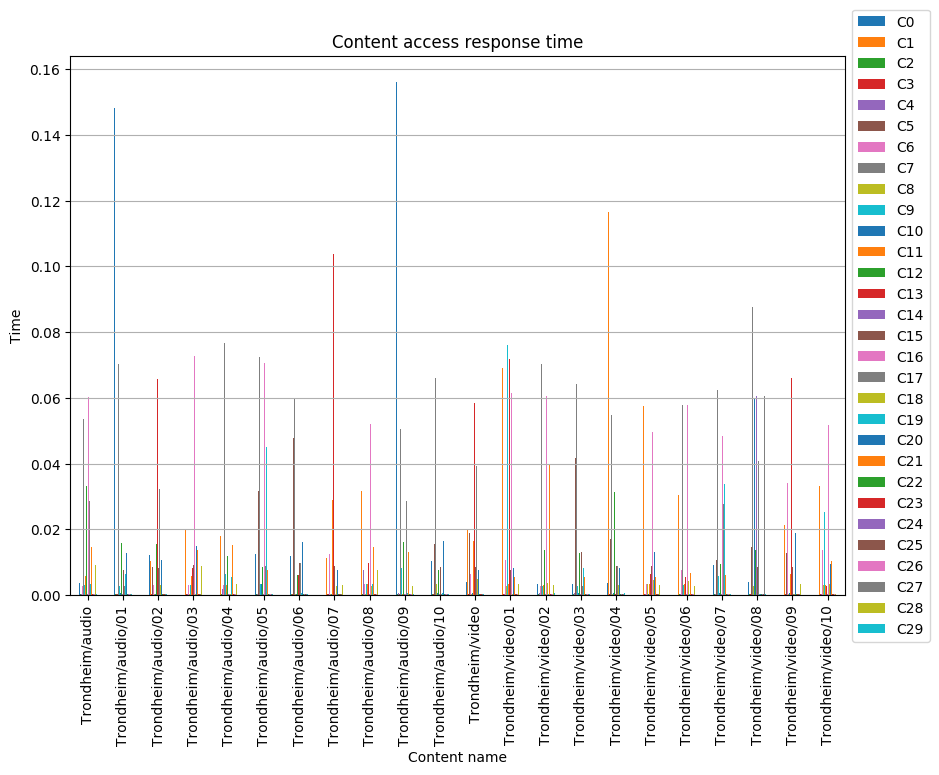 Content access response time
Time
0.16
0.14
0.12
0.10
0.08
0.06
0.04
0.02
0.00
Trondheim/audio
Trondheim/audio/01
Trondheim/audio/02
Trondheim/audio/03
Trondheim/audio/04
Trondheim/audio/05
Trondheim/audio/06
Trondheim/audio/07
Trondheim/audio/08
Trondheim/audio/09
Trondheim/audio/10
Trondheim/video
Trondheim/video/01
Trondheim/video/02
Trondheim/video/03
Trondheim/video/04
Trondheim/video/05
Trondheim/video/06
Trondheim/video/07
Trondheim/video/08
Trondheim/video/09
Trondheim/video/10
Content name
C0
C1
C2
C3
C4
C5
C6
C7
C8
C9
C10
C11
C12
C13
C14
C15
C16
C17
C18
C19
C20
C21
C22
C23
C24
C25
C26
C27
C28
C29